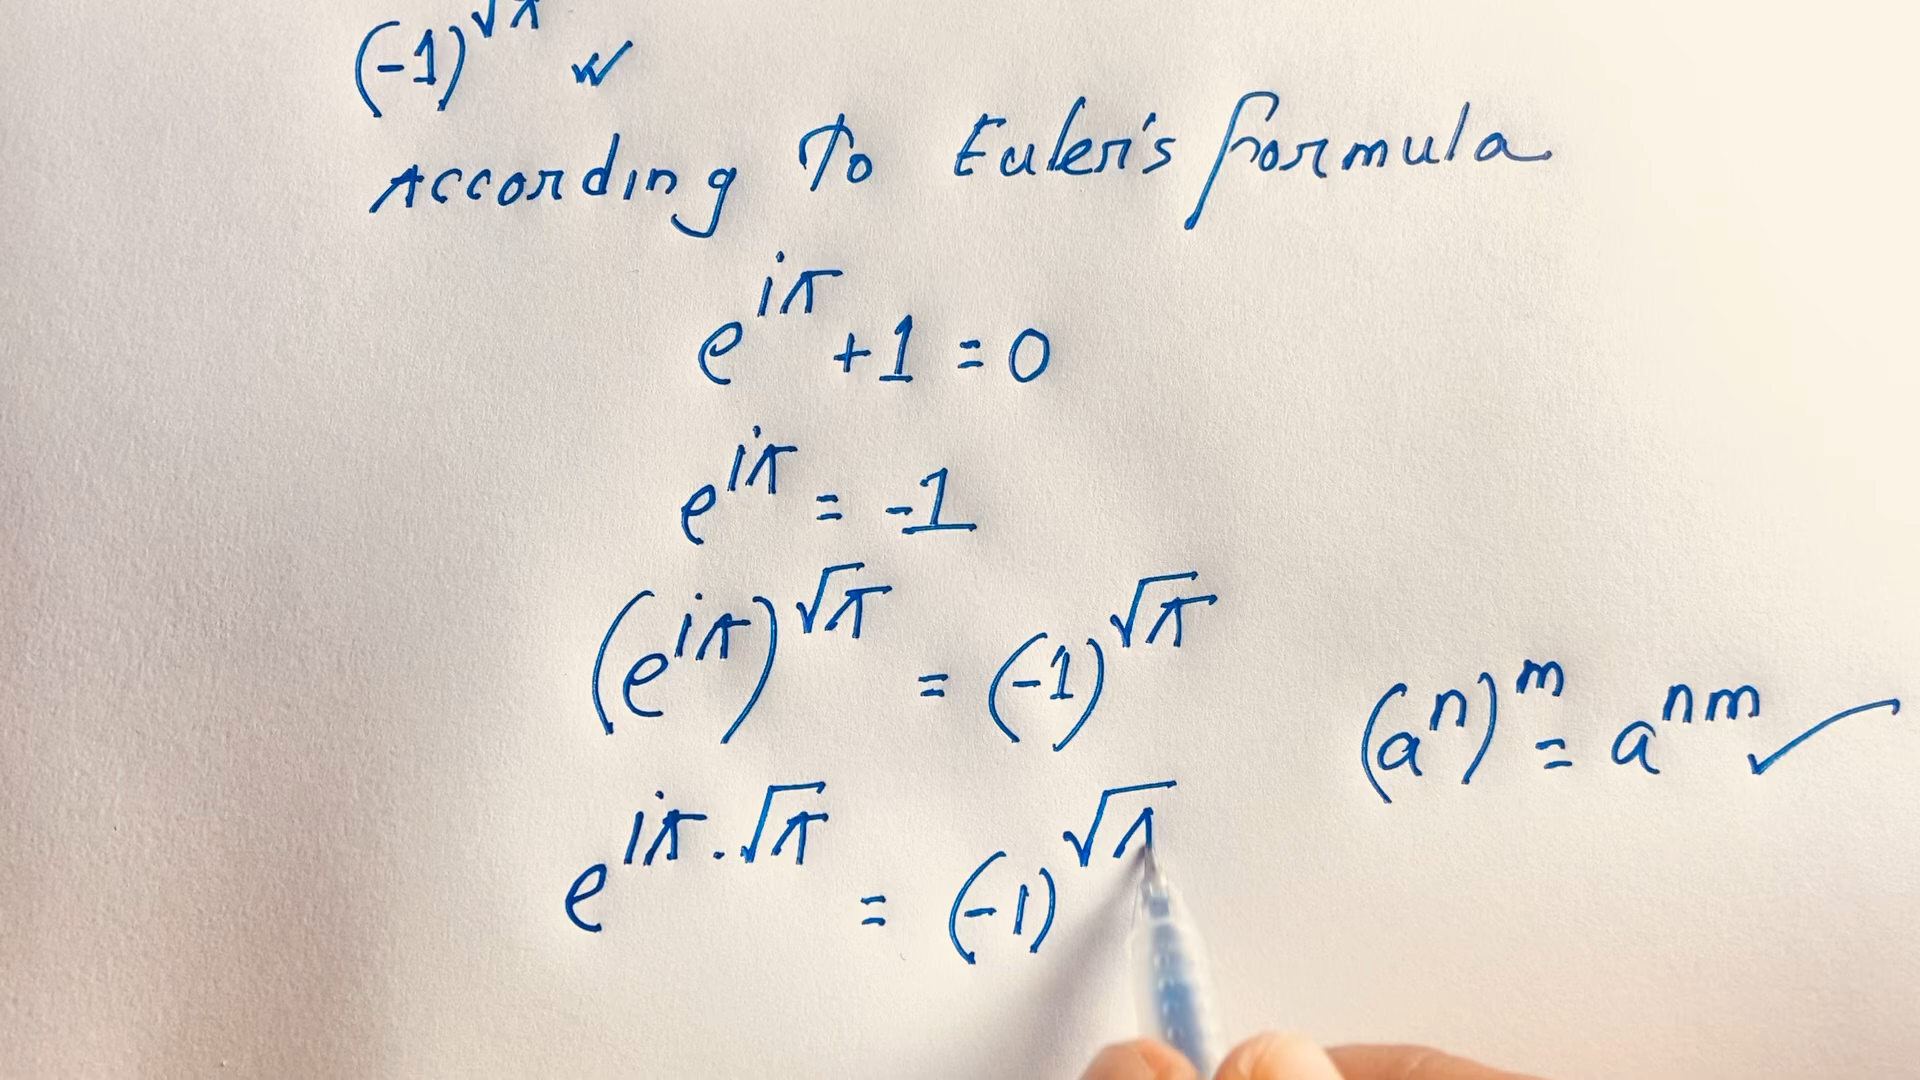 (-1)^√π
According To Euler's formula
e^iπ + 1 = 0
e^iπ = -1
(e^iπ)^√π = (-1)^√π
(a^n)^m = a^nm ✓
e^iπ.√π = (-1)^√π